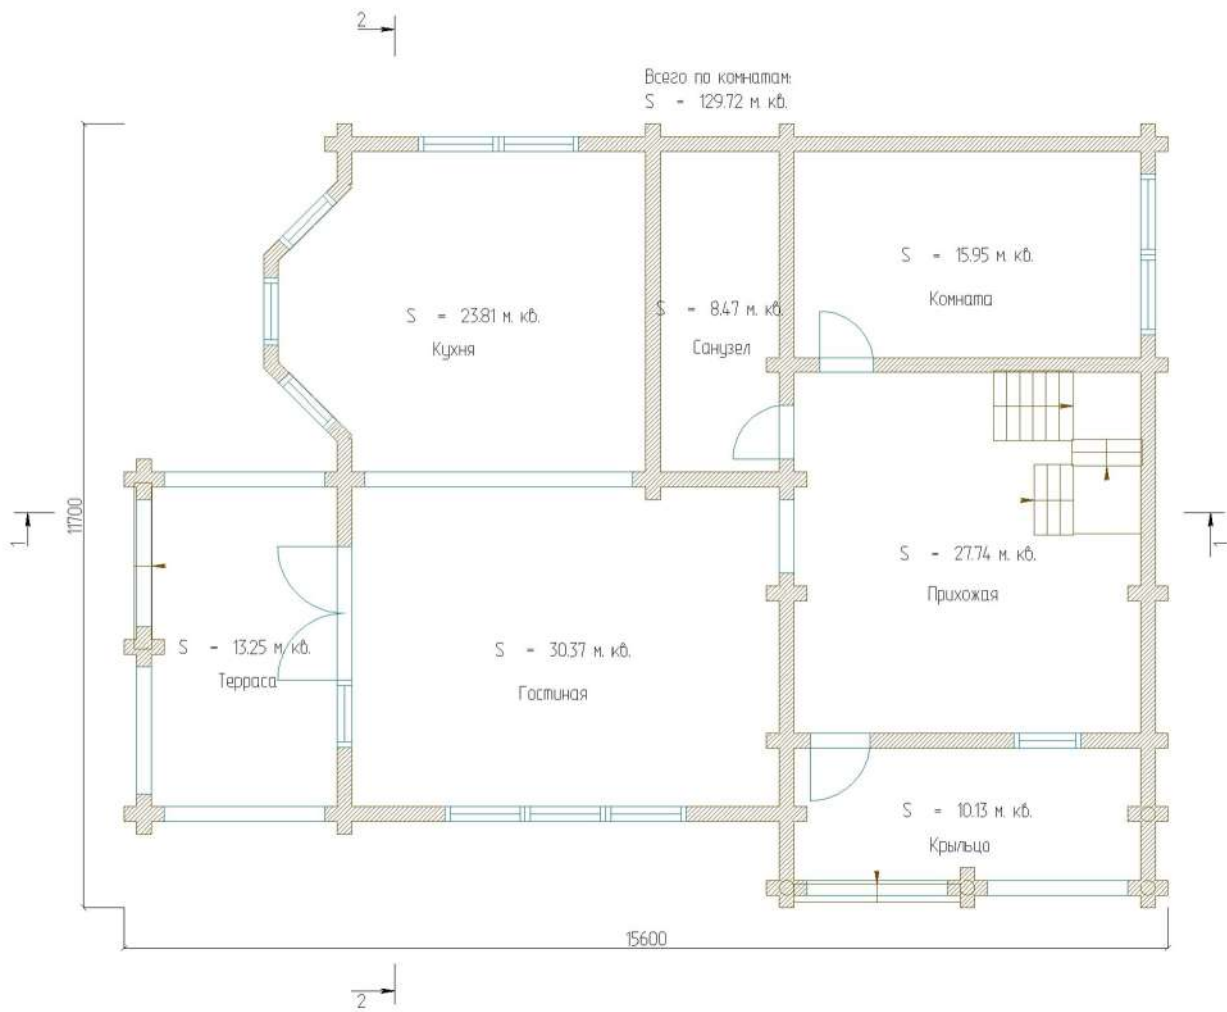 2
Всего по комнатам:
S = 129.72 м. кв.
S = 15.95 м. кв.
Комната
S = 23.81 м. кв.
Кухня
S = 8.47 м. кв.
Санузел
11700
1
1
S = 27.74 м. кв.
Прихожая
S = 13.25 м. кв.
Терраса
S = 30.37 м. кв.
Гостиная
S = 10.13 м. кв.
Крыльцо
15600
2